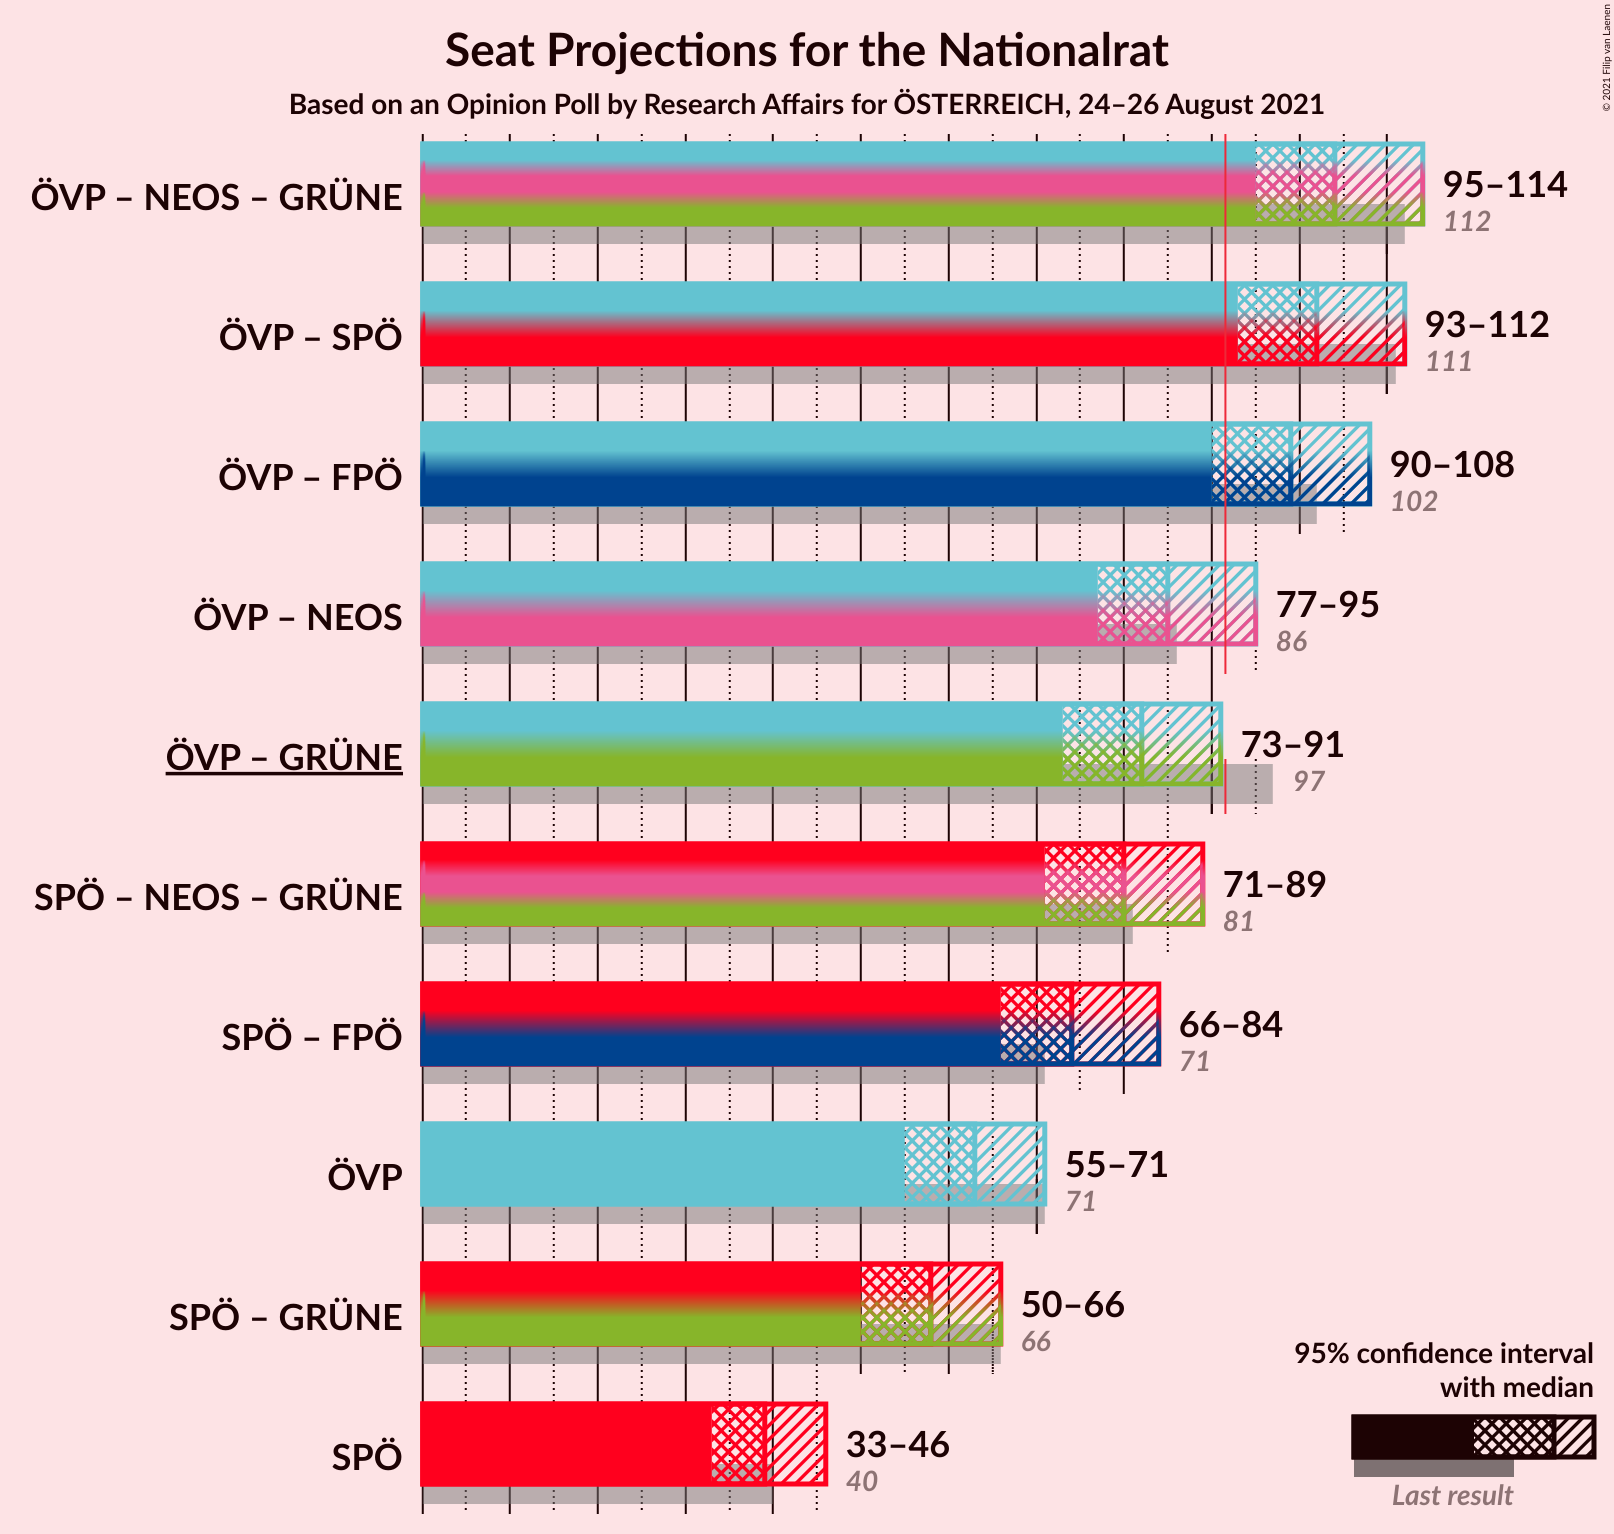 Seat Projections for the Nationalrat
Based on an Opinion Poll by Research Affairs for ÖSTERREICH, 24–26 August 2021
© 2021 Filip van Laenen
ÖVP – NEOS – GRÜNE
95–114
112
ÖVP – SPÖ
93–112
111
ÖVP – FPÖ
90–108
102
ÖVP – NEOS
77–95
86
ÖVP – GRÜNE
73–91
97
SPÖ – NEOS – GRÜNE
71–89
81
SPÖ – FPÖ
66–84
71
ÖVP
55–71
71
SPÖ – GRÜNE
50–66
66
SPÖ
33–46
40
95% confidence interval
with median
Last result